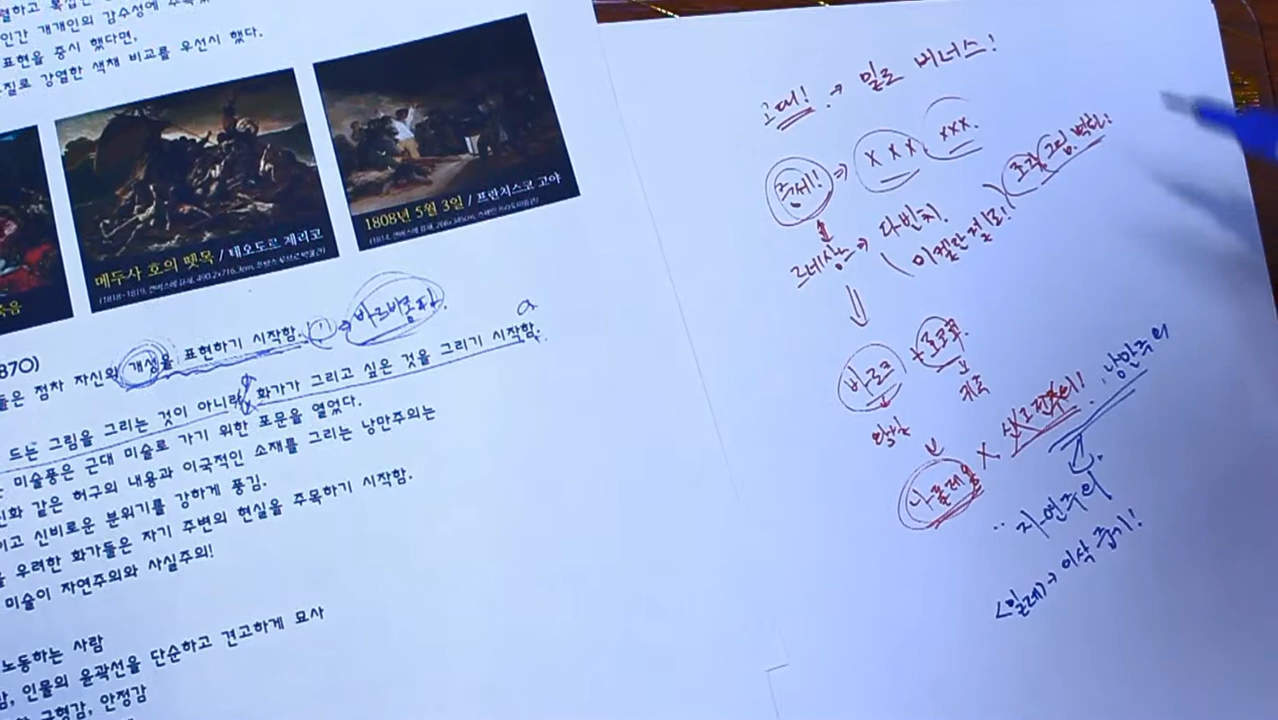 인간 개개인의 감수성에
표현을 중시 했다면,
질로 강렬한 색채 비교를 우선시 했다.
메두사 호의 뗏목 / 테오도르 제리코
1808년 5월 3일 / 프란치스코 고야
870)
들은 점차 자신의 개성을 표현하기 시작함. → 바르비종파.
드는 그림을 그리는 것이 아니라, 화가가 그리고 싶은 것을 그리기 시작함.
미술풍은 근대 미술로 가기 위한 포문을 열었다.
신화 같은 허구의 내용과 이국적인 소재를 그리는 낭만주의는
이고 신비로운 분위기를 강하게 풍김.
을 우려한 화가들은 자기 주변의 현실을 주목하기 시작함.
미술이 자연주의와 사실주의!
노동하는 사람
감, 인물의 윤곽선을 단순하고 견고하게 묘사
구형감, 안정감
고대! → 밀로 비너스!
중세! → x x x. xxx.
르네상스 → 다빈치.
미켈란젤로! 조각 그림 벽화!
바로크 + 로코코.
왕실 귀족
나폴레옹 x 신고전주의! 낭만주의
자연주의
<밀레> → 이삭 줍기!